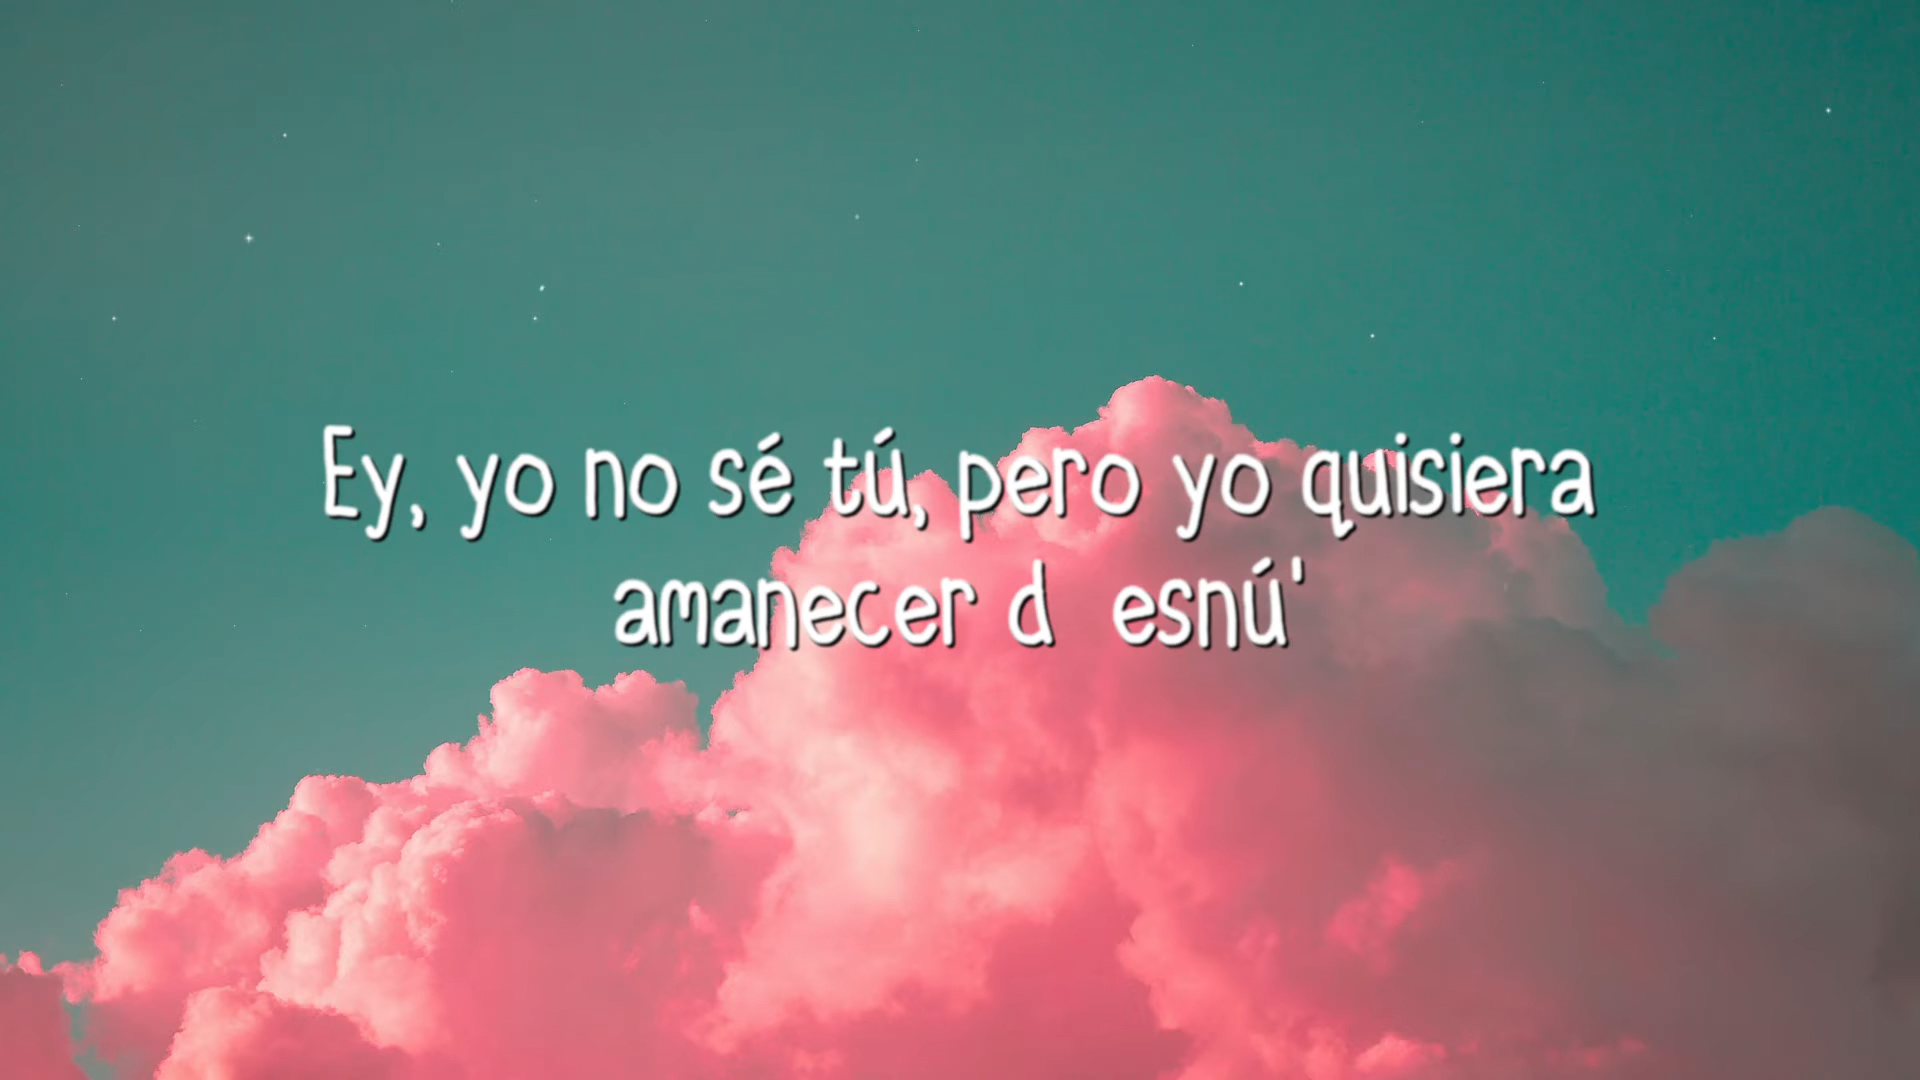 Ey, yo no sé tú, pero yo quisiera
amanecer d  esnú'